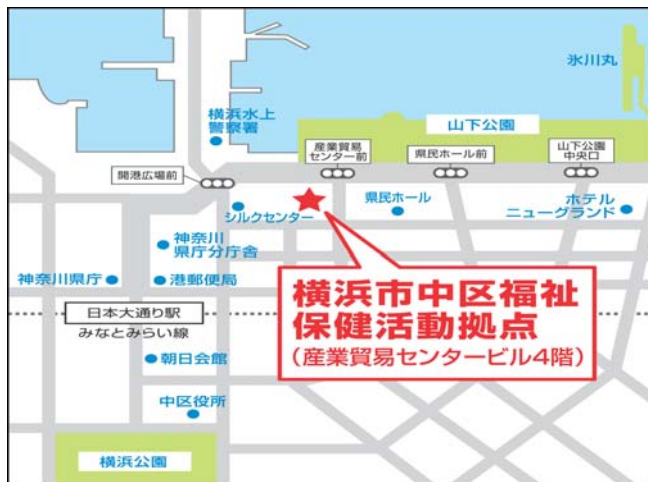 氷川丸
横浜水上
警察署
山下公園
産業貿易
センター前
県民ホール前
山下公園
中央口
開港広場前
シルクセンター
県民ホール
ホテル
ニューグランド
神奈川
県庁分庁舎
神奈川県庁
港郵便局
横浜市中区福祉
保健活動拠点
(産業貿易センタービル4階)
日本大通り駅
みなとみらい線
朝日会館
中区役所
横浜公園